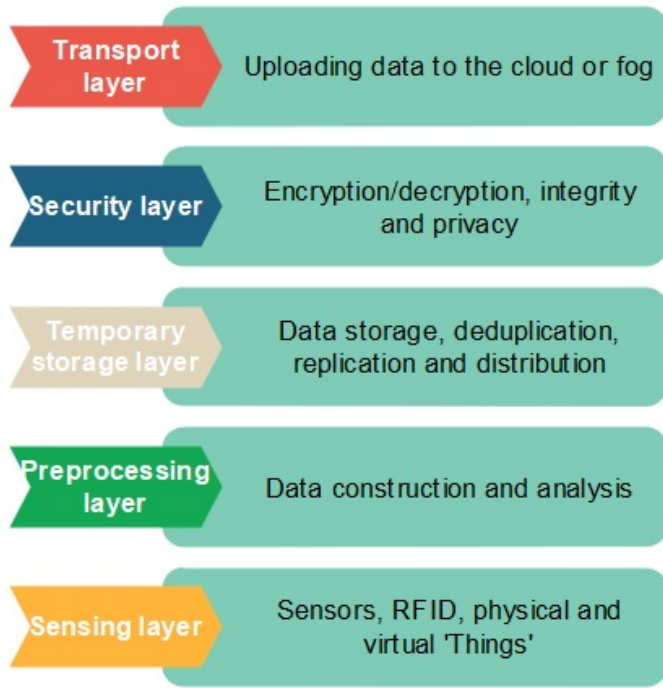 Transport
layer
Uploading data to the cloud or fog
Security layer
Encryption/decryption, integrity
and privacy
Temporary
storage layer
Data storage, deduplication,
replication and distribution
Preprocessing
layer
Data construction and analysis
Sensing layer
Sensors, RFID, physical and
virtual 'Things'